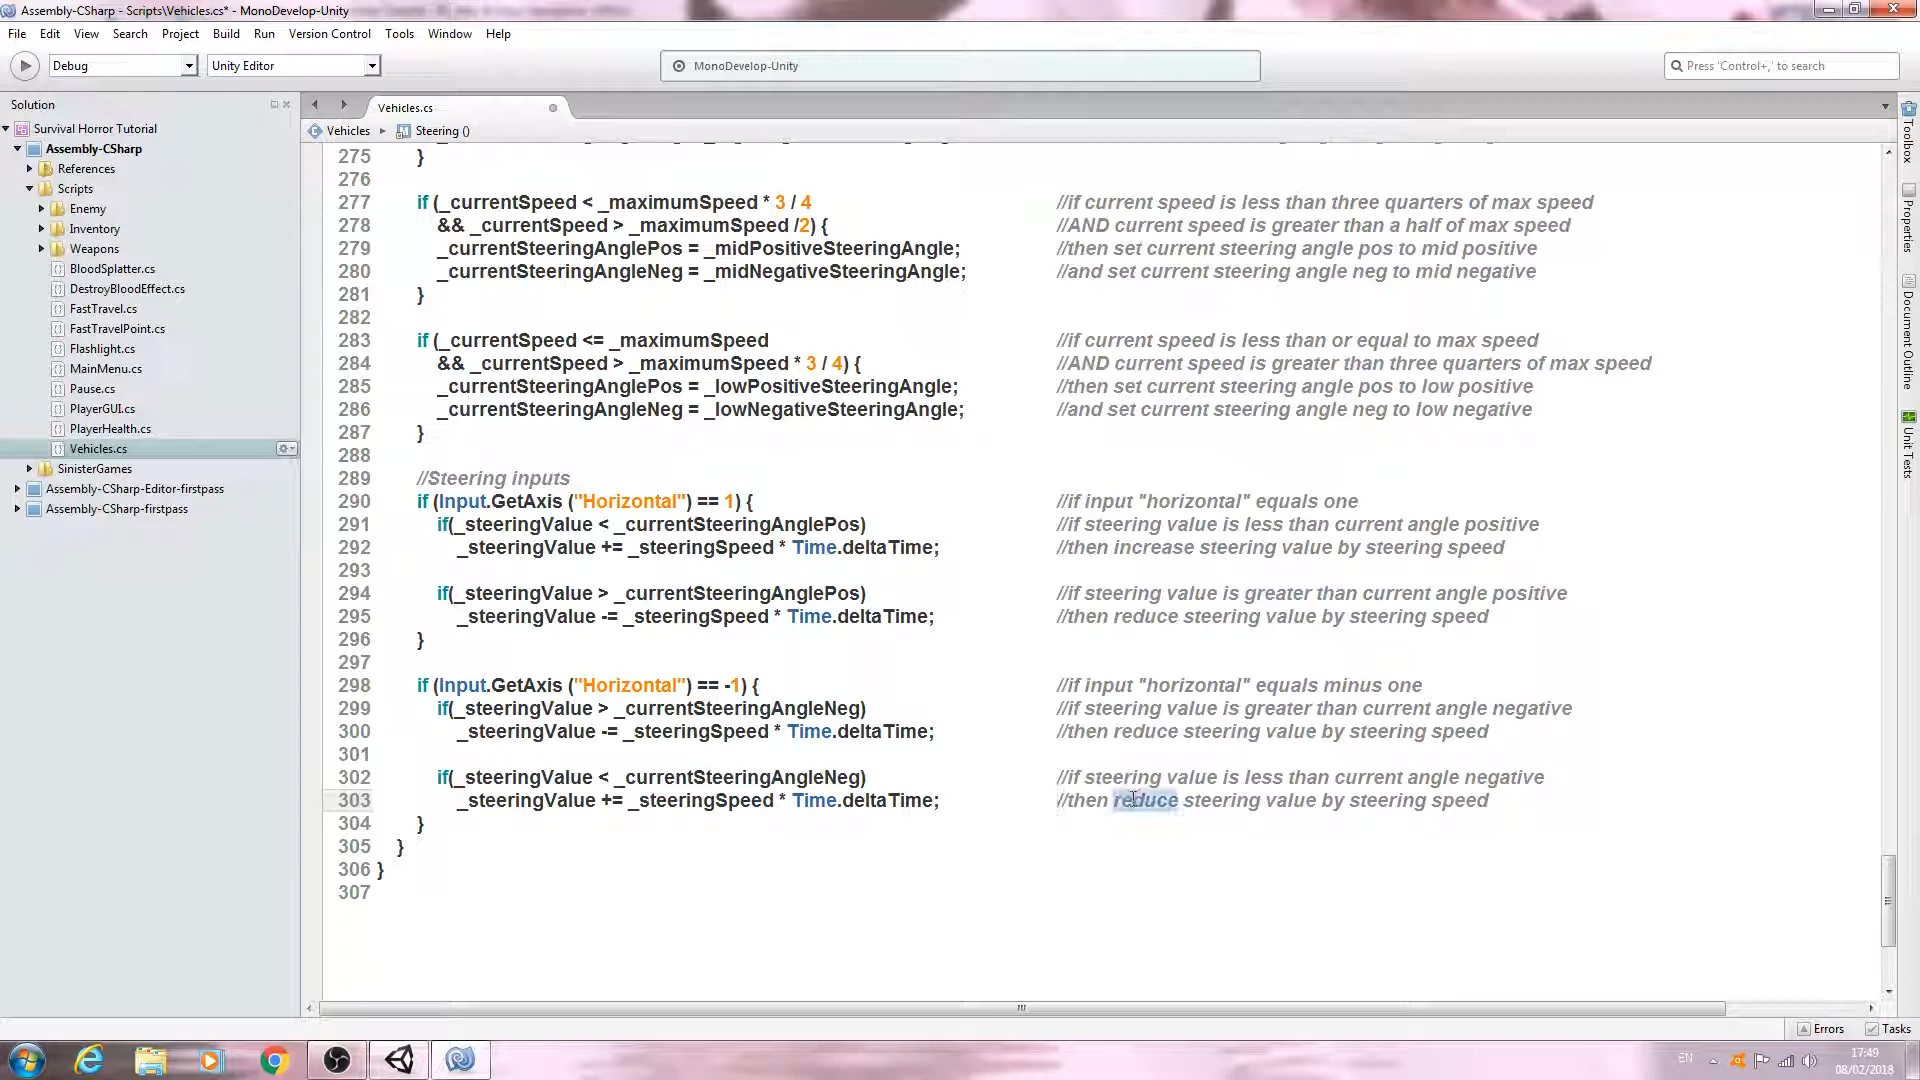 Assembly-CSharp - Scripts\Vehicles.cs* - MonoDevelop-Unity
File Edit View Search Project Build Run Version Control Tools Window Help
Debug Unity Editor MonoDevelop-Unity Press 'Control+,' to search
Solution
Survival Horror Tutorial
Assembly-CSharp
References
Scripts
Enemy
Inventory
Weapons
BloodSplatter.cs
DestroyBloodEffect.cs
FastTravel.cs
FastTravelPoint.cs
Flashlight.cs
MainMenu.cs
Pause.cs
PlayerGUI.cs
PlayerHealth.cs
Vehicles.cs
SinisterGames
Assembly-CSharp-Editor-firstpass
Assembly-CSharp-firstpass
Vehicles.cs
Vehicles Steering ()
275 }
276
277 if (_currentSpeed < _maximumSpeed * 3 / 4 //if current speed is less than three quarters of max speed
278 && _currentSpeed > _maximumSpeed /2) { //AND current speed is greater than a half of max speed
279 _currentSteeringAnglePos = _midPositiveSteeringAngle; //then set current steering angle pos to mid positive
280 _currentSteeringAngleNeg = _midNegativeSteeringAngle; //and set current steering angle neg to mid negative
281 }
282
283 if (_currentSpeed <= _maximumSpeed //if current speed is less than or equal to max speed
284 && _currentSpeed > _maximumSpeed * 3 / 4) { //AND current speed is greater than three quarters of max speed
285 _currentSteeringAnglePos = _lowPositiveSteeringAngle; //then set current steering angle pos to low positive
286 _currentSteeringAngleNeg = _lowNegativeSteeringAngle; //and set current steering angle neg to low negative
287 }
288
289 //Steering inputs
290 if (Input.GetAxis ("Horizontal") == 1) { //if input "horizontal" equals one
291 if(_steeringValue < _currentSteeringAnglePos) //if steering value is less than current angle positive
292 _steeringValue += _steeringSpeed * Time.deltaTime; //then increase steering value by steering speed
293
294 if(_steeringValue > _currentSteeringAnglePos) //if steering value is greater than current angle positive
295 _steeringValue -= _steeringSpeed * Time.deltaTime; //then reduce steering value by steering speed
296 }
297
298 if (Input.GetAxis ("Horizontal") == -1) { //if input "horizontal" equals minus one
299 if(_steeringValue > _currentSteeringAngleNeg) //if steering value is greater than current angle negative
300 _steeringValue -= _steeringSpeed * Time.deltaTime; //then reduce steering value by steering speed
301
302 if(_steeringValue < _currentSteeringAngleNeg) //if steering value is less than current angle negative
303 _steeringValue += _steeringSpeed * Time.deltaTime; //then reduce steering value by steering speed
304 }
305 }
306 }
307
Toolbox
Properties
Document Outline
Unit Tests
Errors Tasks
EN 17:49
08/02/2018